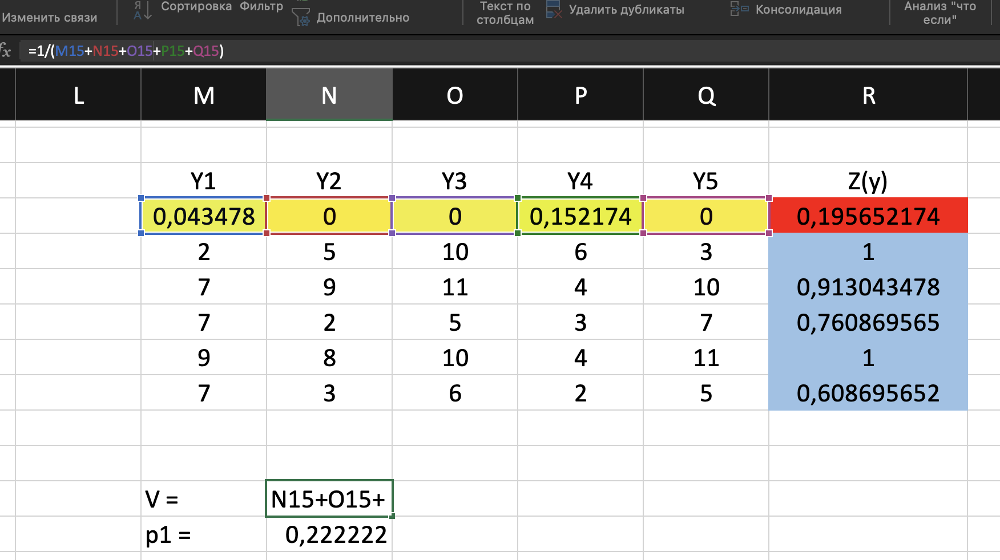 Изменить связи
Я
А
Сортировка Фильтр
Дополнительно
Текст по
столбцам
Удалить дубликаты
Консолидация
Анализ "что
если"
fx =1/(M15+N15+O15+P15+Q15)
L M N O P Q R
Y1 Y2 Y3 Y4 Y5 Z(y)
0,043478 0 0 0,152174 0 0,195652174
2 5 10 6 3 1
7 9 11 4 10 0,913043478
7 2 5 3 7 0,760869565
9 8 10 4 11 1
7 3 6 2 5 0,608695652
V = N15+O15+
p1 = 0,222222